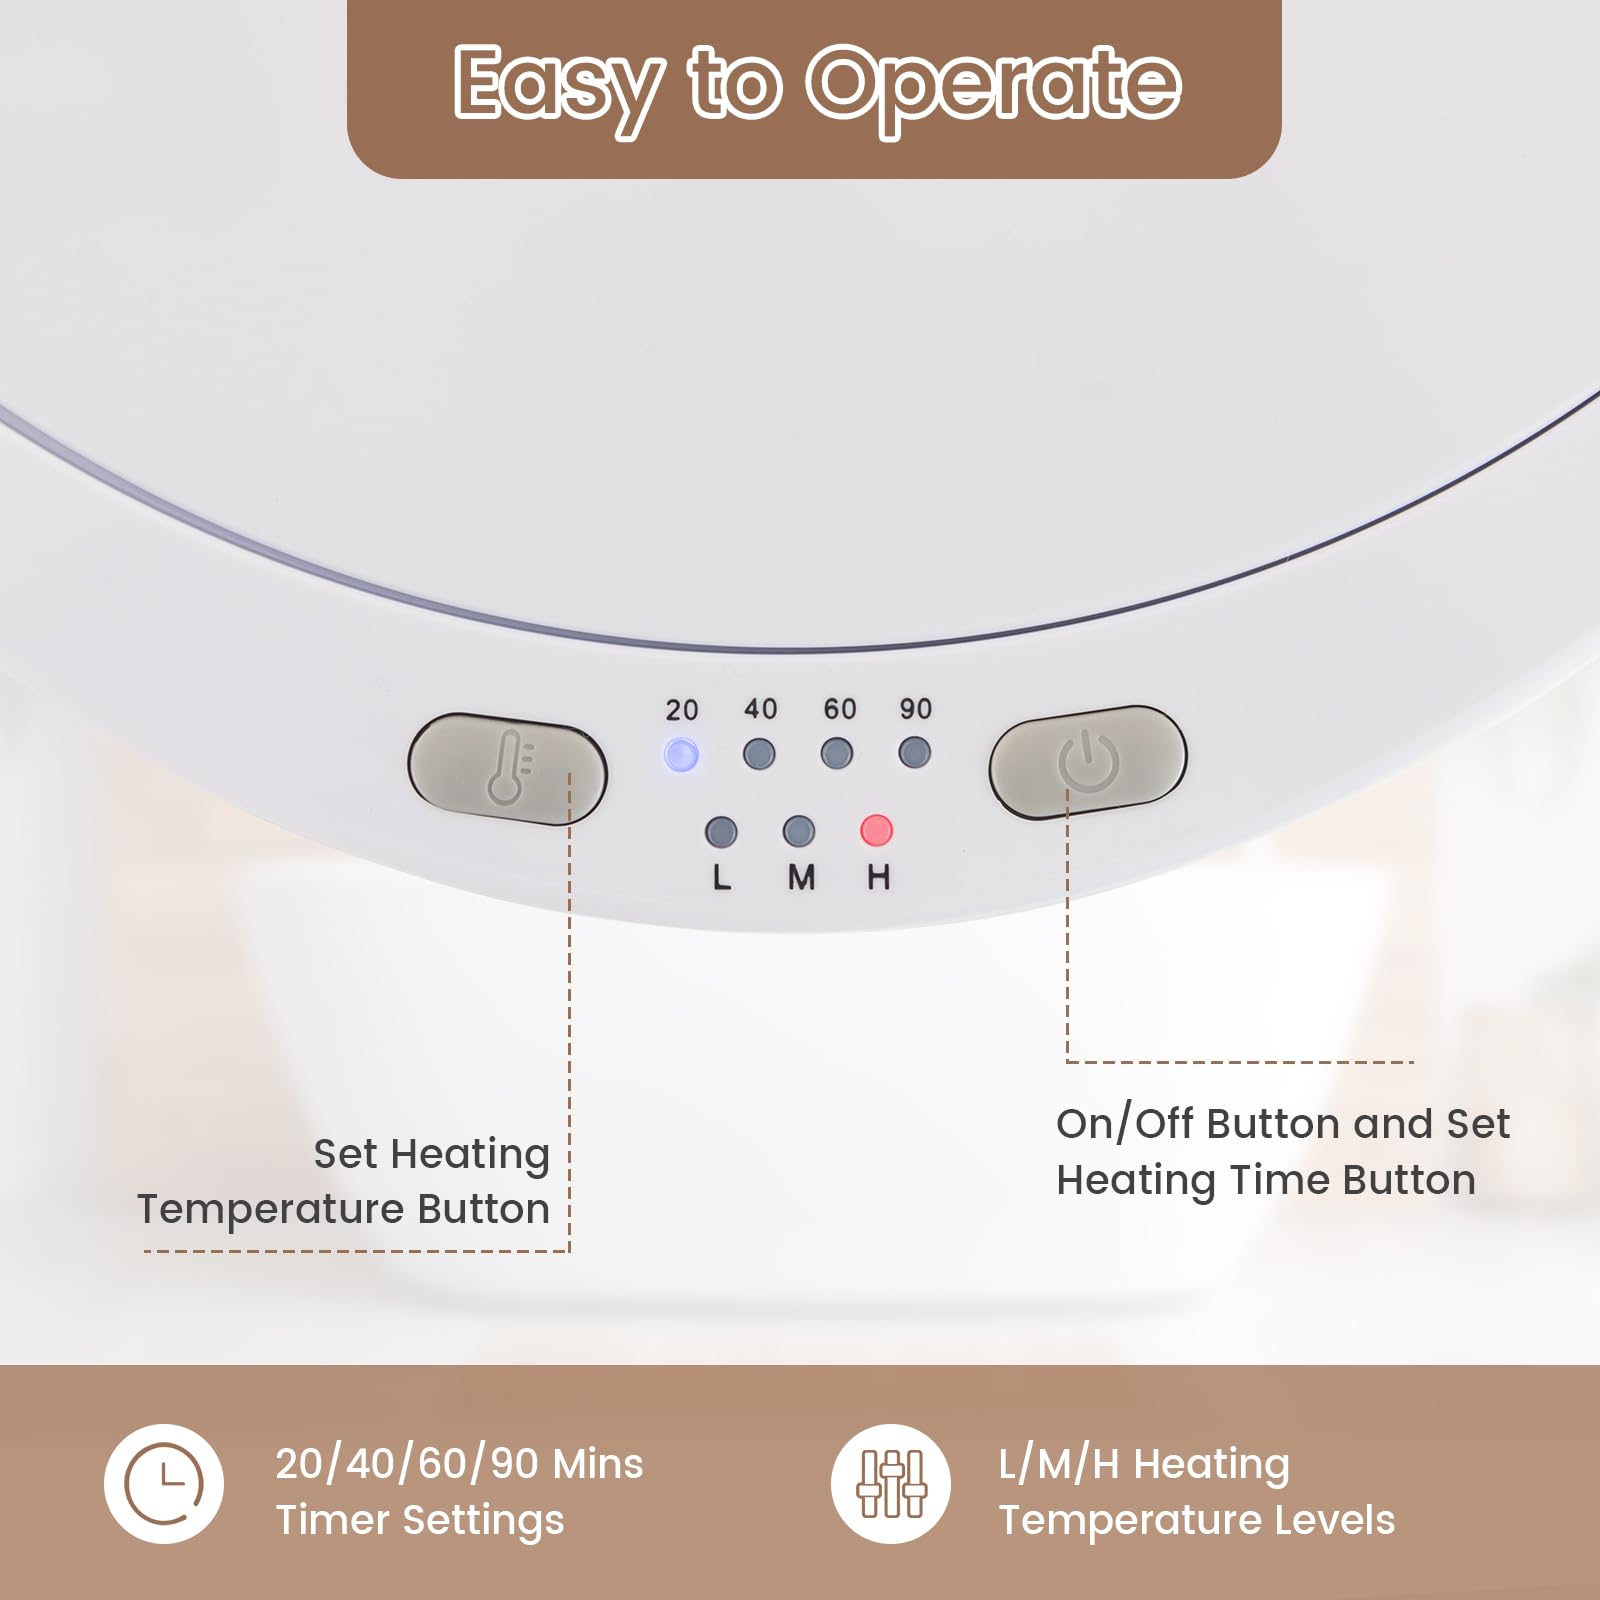 Easy to Operate
20 40 60 90
L M H
Set Heating
Temperature Button
On/Off Button and Set
Heating Time Button
20/40/60/90 Mins
Timer Settings
L/M/H Heating
Temperature Levels